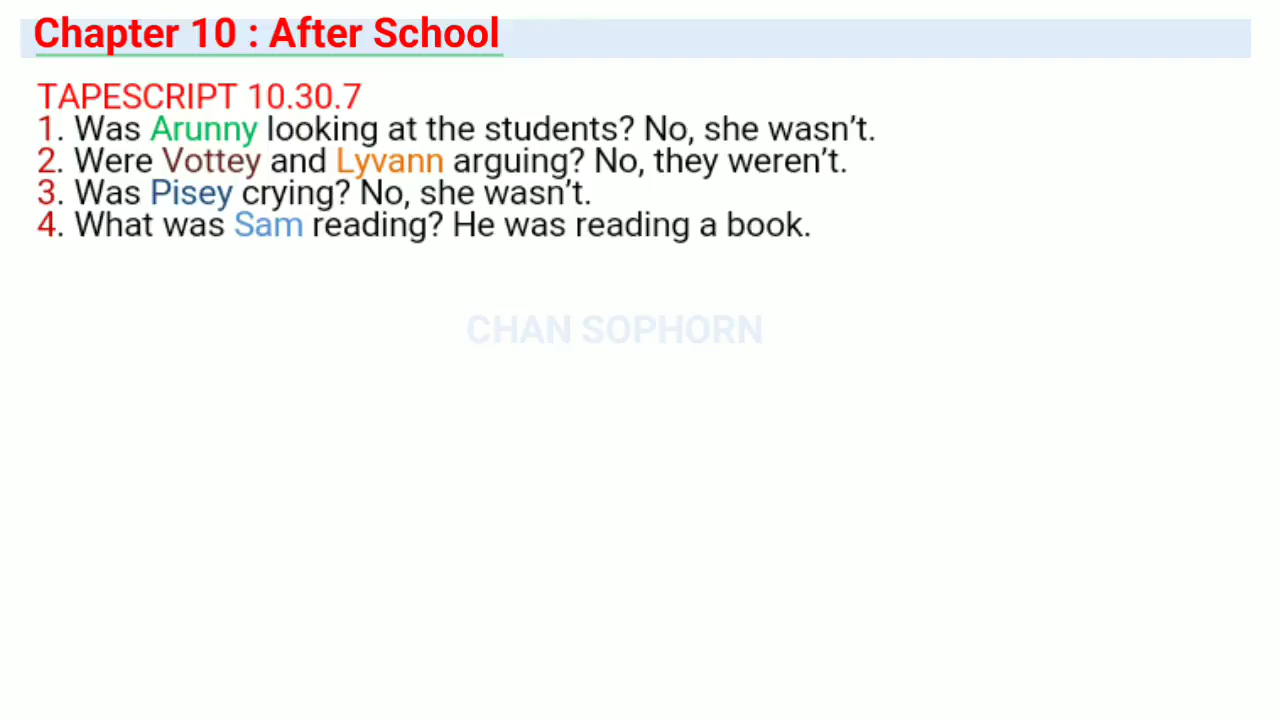 Chapter 10 : After School
TAPESCRIPT 10.30.7
1. Was Arunny looking at the students? No, she wasn’t.
2. Were Vottey and Lyvann arguing? No, they weren’t.
3. Was Pisey crying? No, she wasn’t.
4. What was Sam reading? He was reading a book.
CHAN SOPHORN